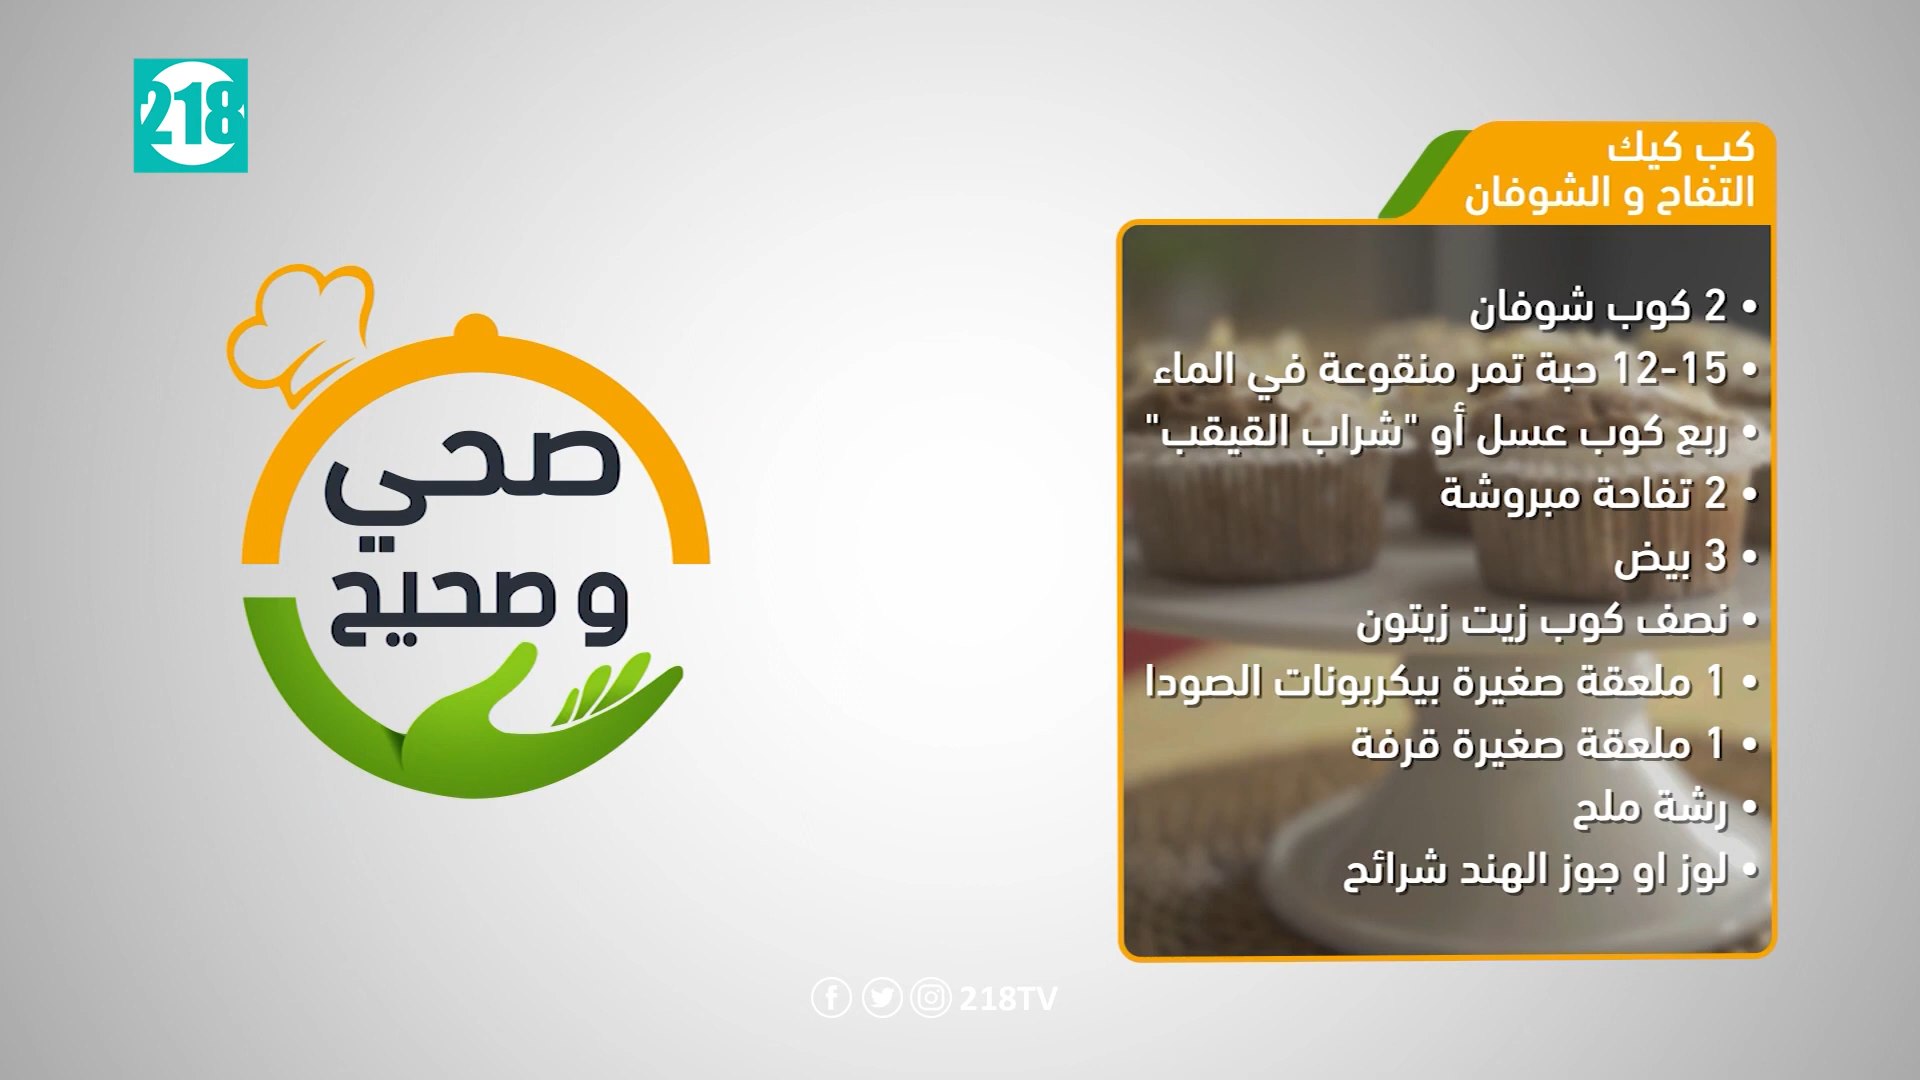 218
كب كيك
التفاح و الشوفان
• 2 كوب شوفان
• 12-15 حبة تمر منقوعة في الماء
• ربع كوب عسل أو "شراب القيقب"
• 2 تفاحة مبروشة
• 3 بيض
• نصف كوب زيت زيتون
• 1 ملعقة صغيرة بيكربونات الصودا
• 1 ملعقة صغيرة قرفة
• رشة ملح
• لوز او جوز الهند شرائح
صحي
وصحيح
218TV